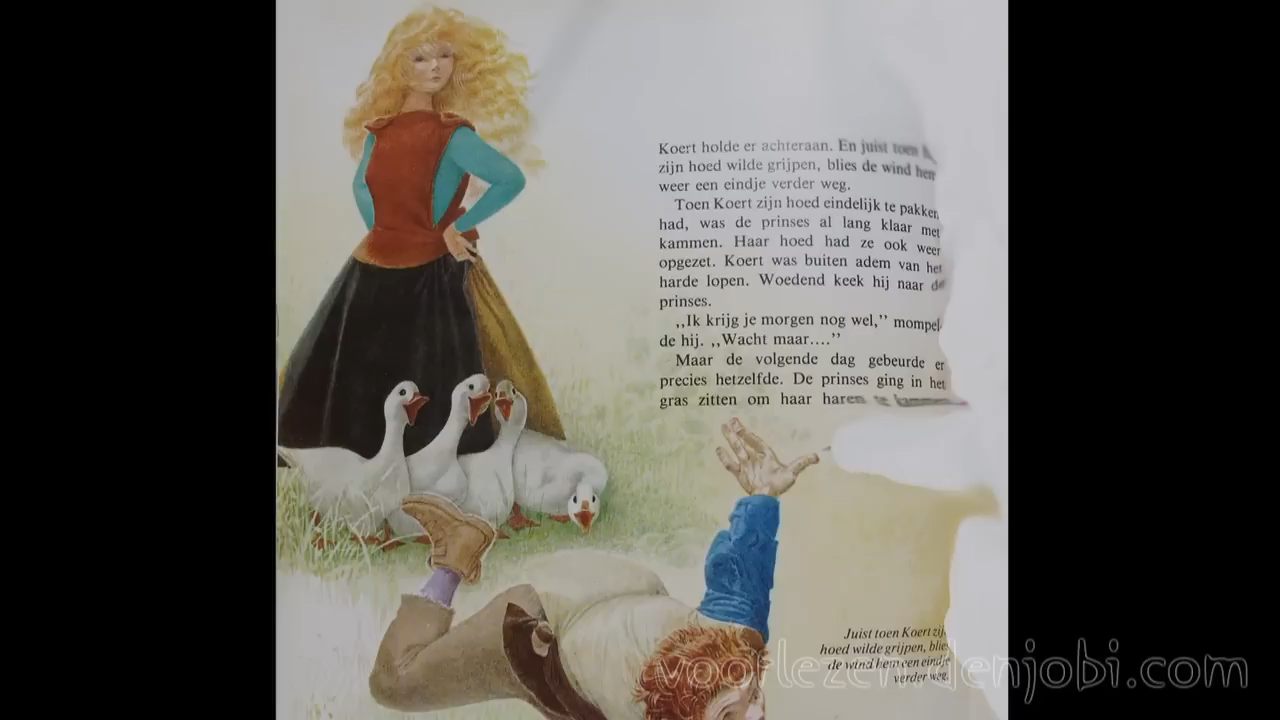 Koert holde er achteraan. En juist toen
zijn hoed wilde grijpen, blies de wind hem
weer een eindje verder weg.
Toen Koert zijn hoed eindelijk te pakken
had, was de prinses al lang klaar met
kammen. Haar hoed had ze ook weer
opgezet. Koert was buiten adem van het
harde lopen. Woedend keek hij naar de
prinses.
,,Ik krijg je morgen nog wel,’’ mompel-
de hij. ,,Wacht maar....’’
Maar de volgende dag gebeurde er
precies hetzelfde. De prinses ging in het
gras zitten om haar haren te kammen
Juist toen Koert zijn
hoed wilde grijpen, blies
de wind hem een eindje
verder weg.
voorlezen.denjobi.com